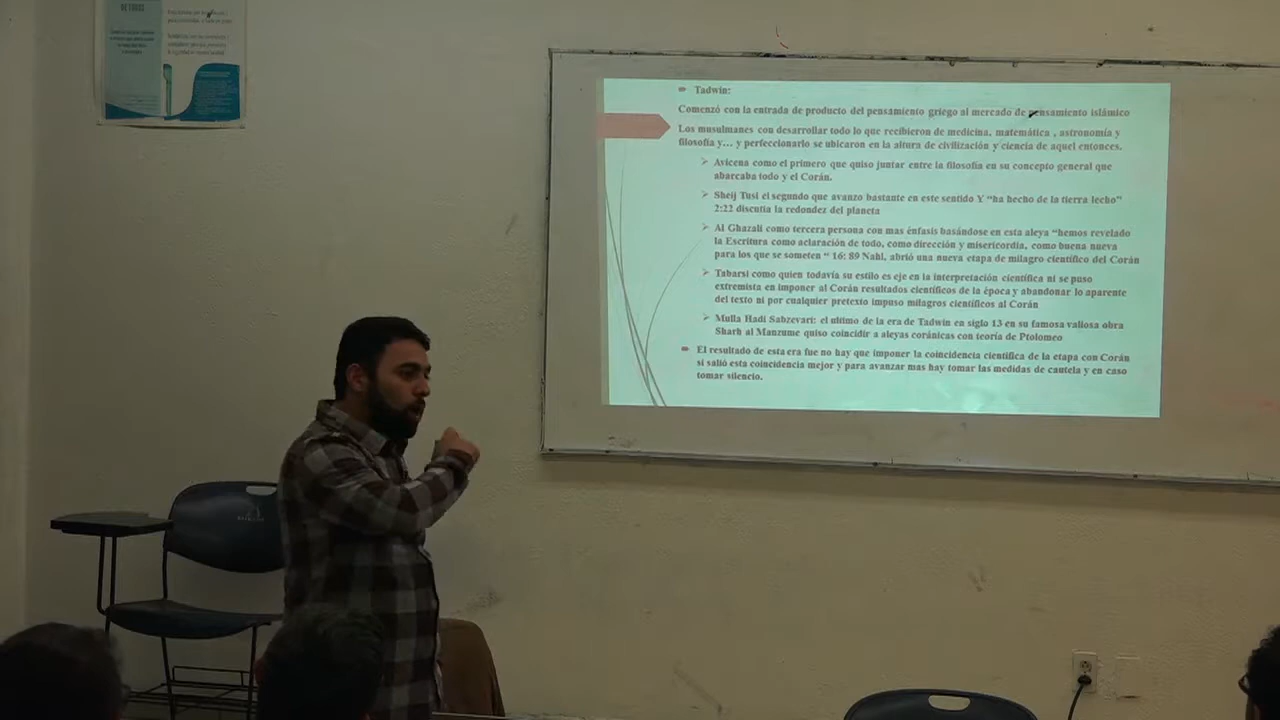 DE TODOS
Tadwin:
Comenzó con la entrada de producto del pensamiento griego al mercado de pensamiento islámico
Los musulmanes con desarrollar todo lo que recibieron de medicina, matemática , astronomía y
filosofía y... y perfeccionarlo se ubicaron en la altura de civilización y ciencia de aquel entonces.
Avicena como el primero que quiso juntar entre la filosofía en su concepto general que
abarcaba todo y el Corán.
Sheij Tusi el segundo que avanzo bastante en este sentido Y "ha hecho de la tierra lecho"
2:22 discutía la redondez del planeta
Al Ghazali como tercera persona con mas énfasis basándose en esta aleya "hemos revelado
la Escritura como aclaración de todo, como dirección y misericordia, como buena nueva
para los que se someten " 16: 89 Nahl, abrió una nueva etapa de milagro científico del Corán
Tabarsi como quien todavía su estilo es eje en la interpretación científica ni se puso
extremista en imponer al Corán resultados científicos de la época y abandonar lo aparente
del texto ni por cualquier pretexto impuso milagros científicos al Corán
Mulla Hadi Sabzevari: el ultimo de la era de Tadwin en siglo 13 en su famosa valiosa obra
Sharh al Manzume quiso coincidir a aleyas coránicas con teoría de Ptolomeo
El resultado de esta era fue no hay que imponer la coincidencia científica de la etapa con Corán
si salió esta coincidencia mejor y para avanzar mas hay tomar las medidas de cautela y en caso
tomar silencio.